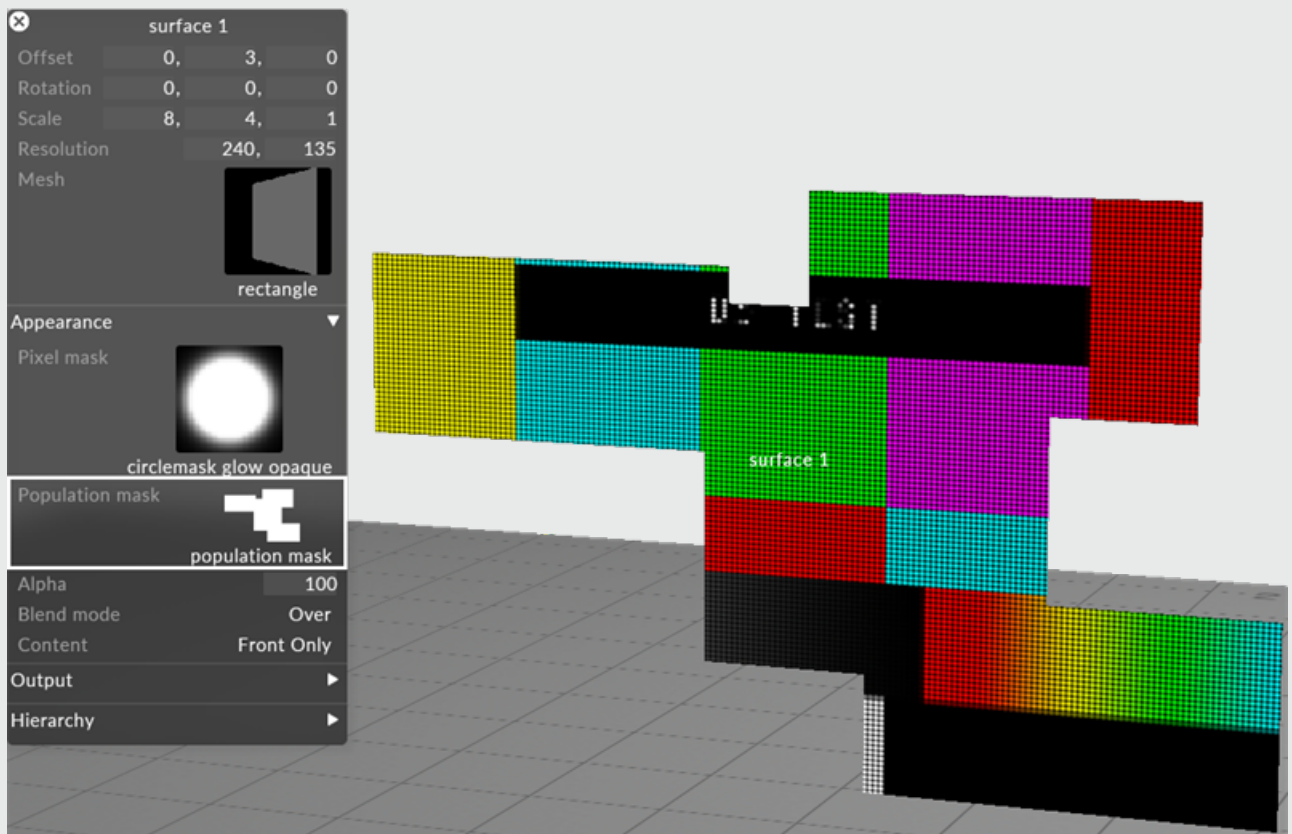 surface 1
Offset 0, 3, 0
Rotation 0, 0, 0
Scale 8, 4, 1
Resolution 240, 135
Mesh
rectangle
Appearance
Pixel mask
circlemask glow opaque
Population mask
population mask
Alpha 100
Blend mode Over
Content Front Only
Output
Hierarchy
surface 1